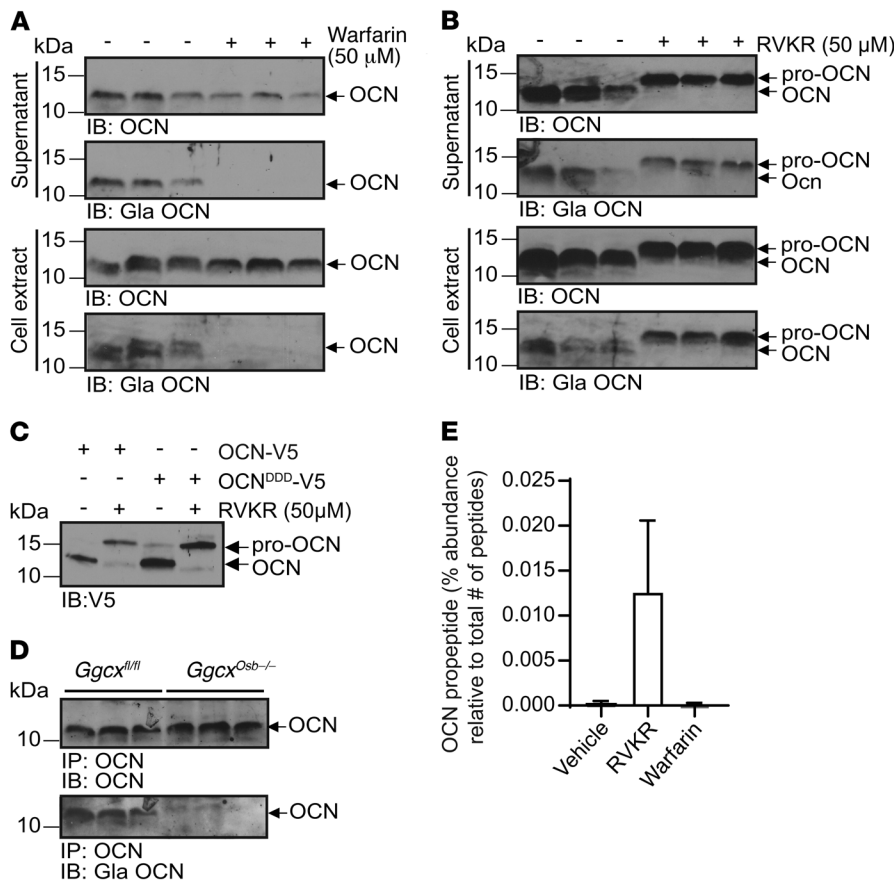 A
kDa
- - - + + + Warfarin
(50 μM)
Supernatant
15
10
OCN
IB: OCN
15
10
OCN
IB: Gla OCN
Cell extract
15
10
OCN
IB: OCN
15
10
OCN
IB: Gla OCN
B
kDa
- - - + + + RVKR (50 μM)
Supernatant
15
10
pro-OCN
OCN
IB: OCN
15
10
pro-OCN
Ocn
IB: Gla OCN
Cell extract
15
10
pro-OCN
OCN
IB: OCN
15
10
pro-OCN
OCN
IB: Gla OCN
C
+ + - - OCN-V5
- - + + OCNDDD-V5
- + - + RVKR (50μM)
kDa
15
10
pro-OCN
OCN
IB:V5
D
Ggcxfl/fl GgcxOsb–/–
kDa
10
OCN
IP: OCN
IB: OCN
10
OCN
IP: OCN
IB: Gla OCN
E
OCN propeptide (% abundance
relative to total # of peptides)
0.025
0.020
0.015
0.010
0.005
0.000
Vehicle
RVKR
Warfarin